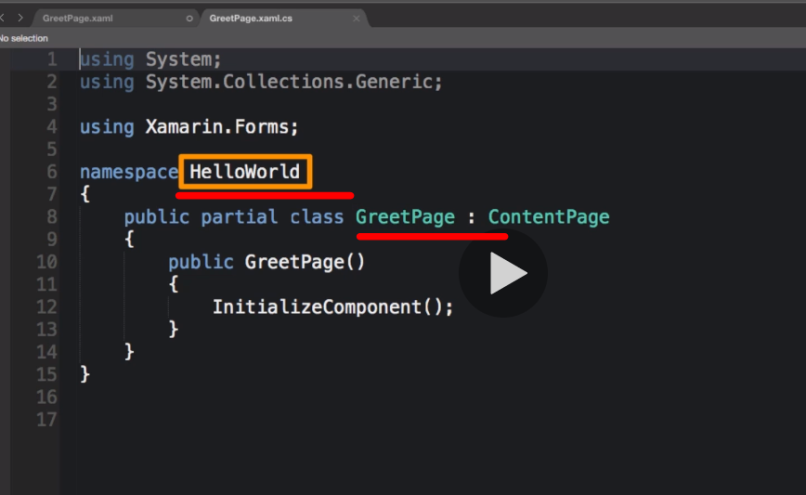 GreetPage.xaml
GreetPage.xaml.cs
No selection
1 using System;
2 using System.Collections.Generic;
3
4 using Xamarin.Forms;
5
6 namespace HelloWorld
7 {
8 public partial class GreetPage : ContentPage
9 {
10 public GreetPage()
11 {
12 InitializeComponent();
13 }
14 }
15 }
16
17